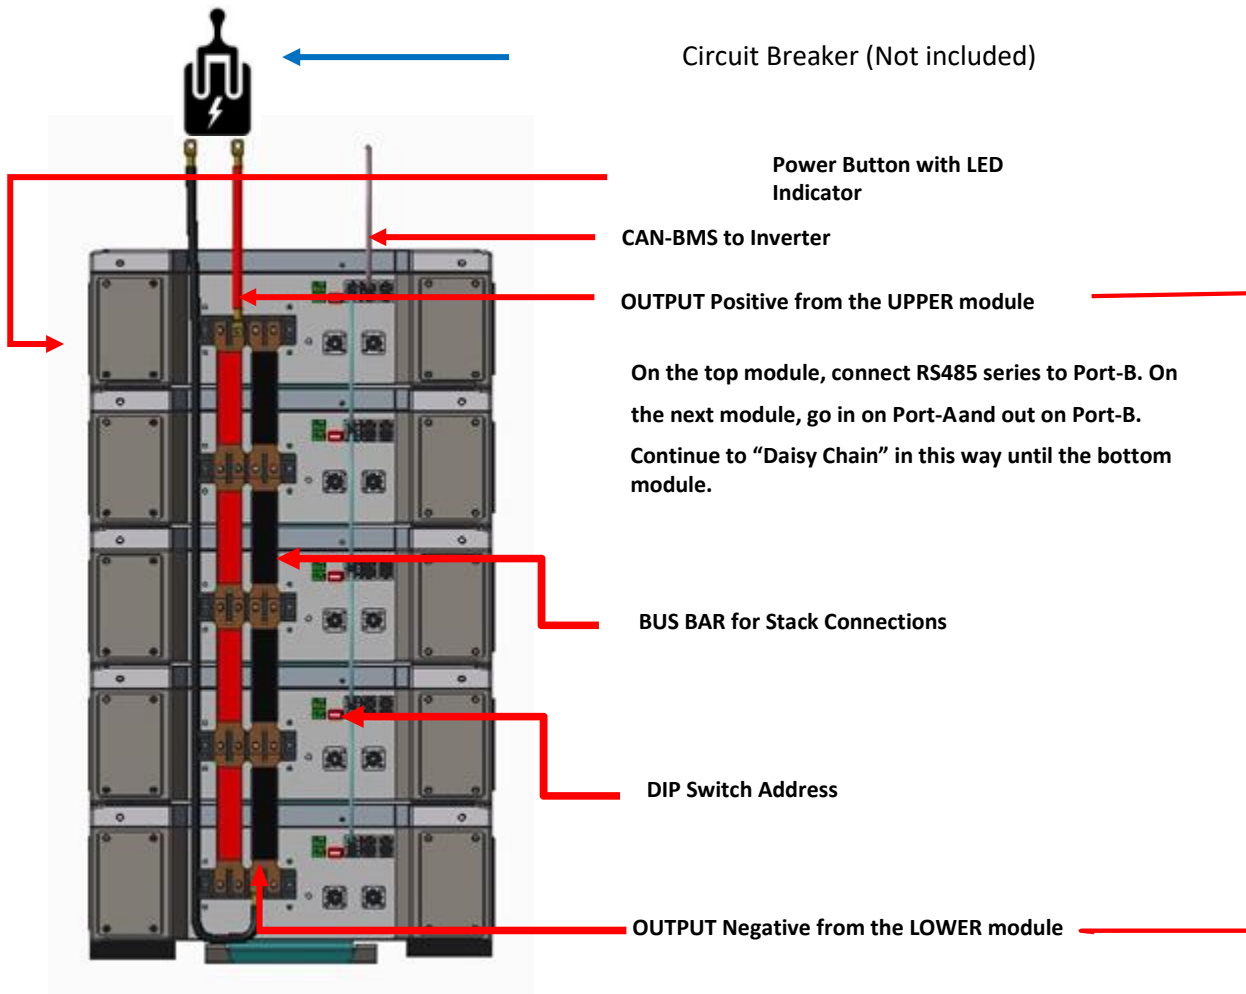 Circuit Breaker (Not included)
Power Button with LED
Indicator
CAN-BMS to Inverter
OUTPUT Positive from the UPPER module
On the top module, connect RS485 series to Port-B. On
the next module, go in on Port-Aand out on Port-B.
Continue to “Daisy Chain” in this way until the bottom
module.
BUS BAR for Stack Connections
DIP Switch Address
OUTPUT Negative from the LOWER module